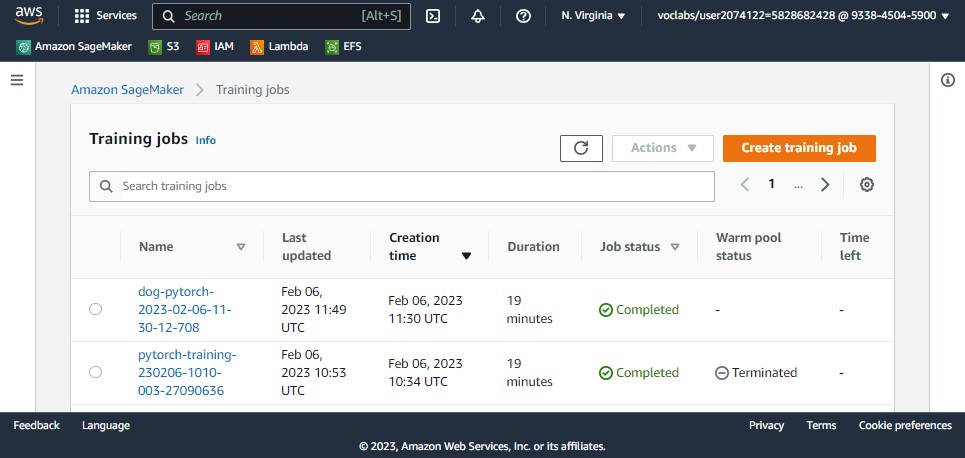 aws
Services
Search
[Alt+S]
N. Virginia
voclabs/user2074122=5828682428 @ 9338-4504-5900
Amazon SageMaker
S3
IAM
Lambda
EFS
Amazon SageMaker
Training jobs
Training jobs
Info
Actions
Create training job
Search training jobs
1
...
Name
Last
updated
Creation
time
Duration
Job status
Warm pool
status
Time
left
dog-pytorch-
2023-02-06-11-
30-12-708
Feb 06,
2023 11:49
UTC
Feb 06, 2023
11:30 UTC
19
minutes
Completed
-
-
pytorch-training-
230206-1010-
003-27090636
Feb 06,
2023 10:53
UTC
Feb 06, 2023
10:34 UTC
19
minutes
Completed
Terminated
-
Feedback
Language
Privacy
Terms
Cookie preferences
© 2023, Amazon Web Services, Inc. or its affiliates.